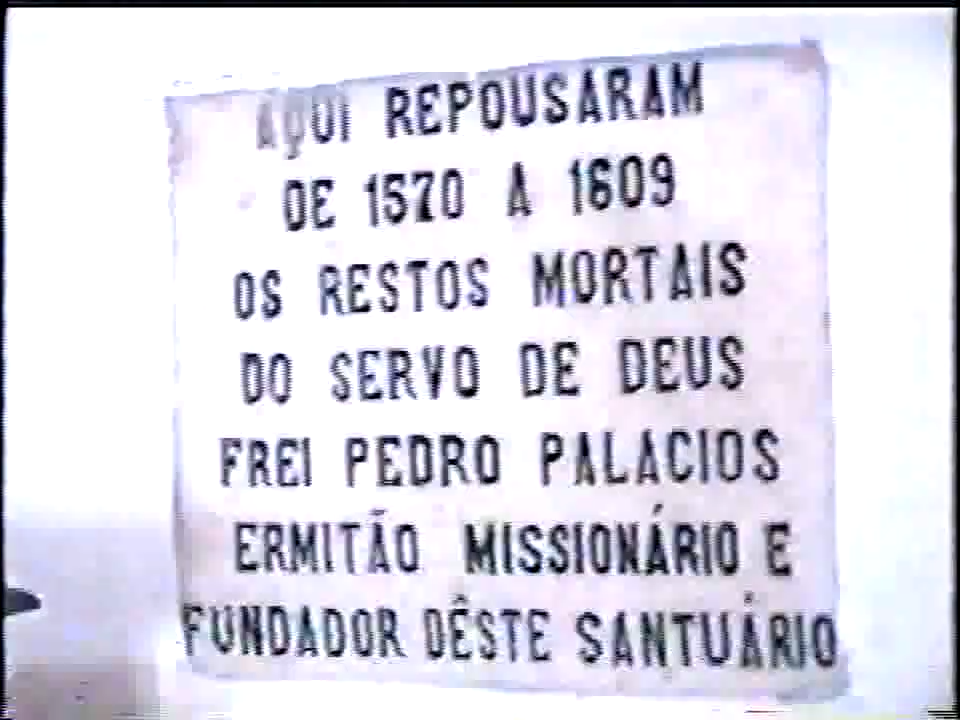 AQUI REPOUSARAM
DE 1570 A 1609
OS RESTOS MORTAIS
DO SERVO DE DEUS
FREI PEDRO PALACIOS
ERMITÃO MISSIONÁRIO E
FUNDADOR DÊSTE SANTUÁRIO